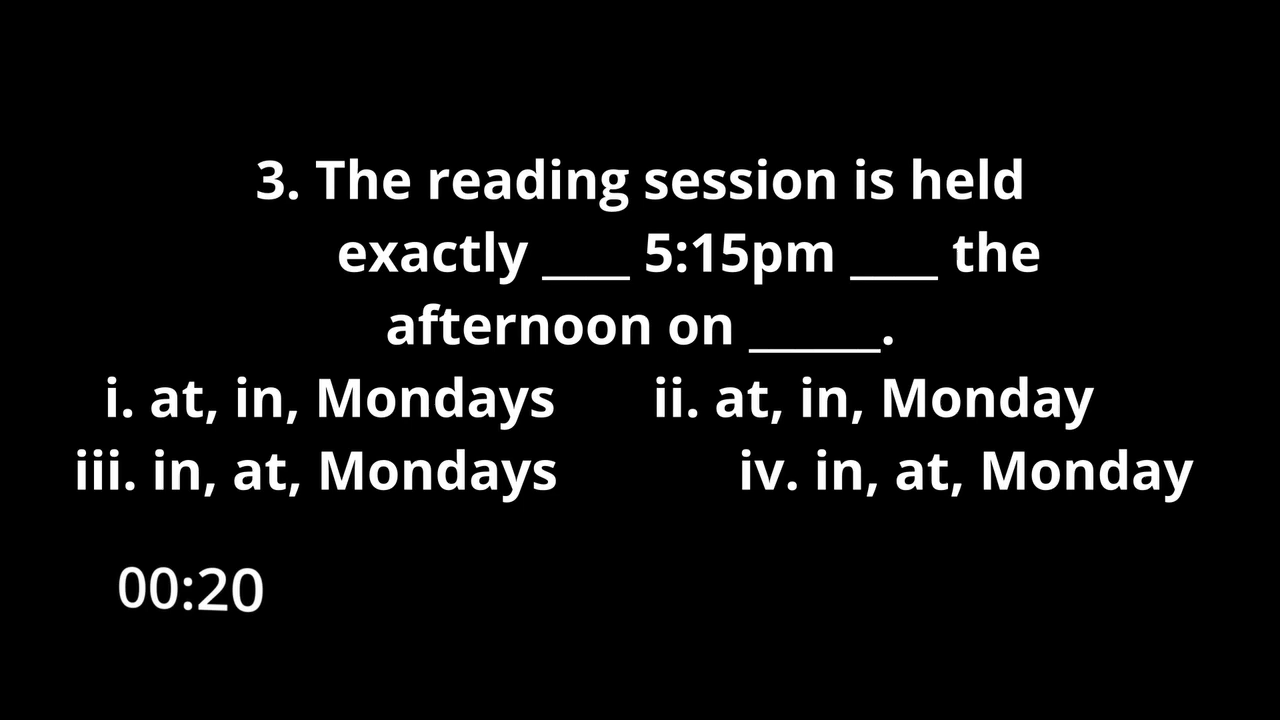 3. The reading session is held
exactly ____ 5:15pm ____ the
afternoon on ______.
i. at, in, Mondays ii. at, in, Monday
iii. in, at, Mondays iv. in, at, Monday
00:20